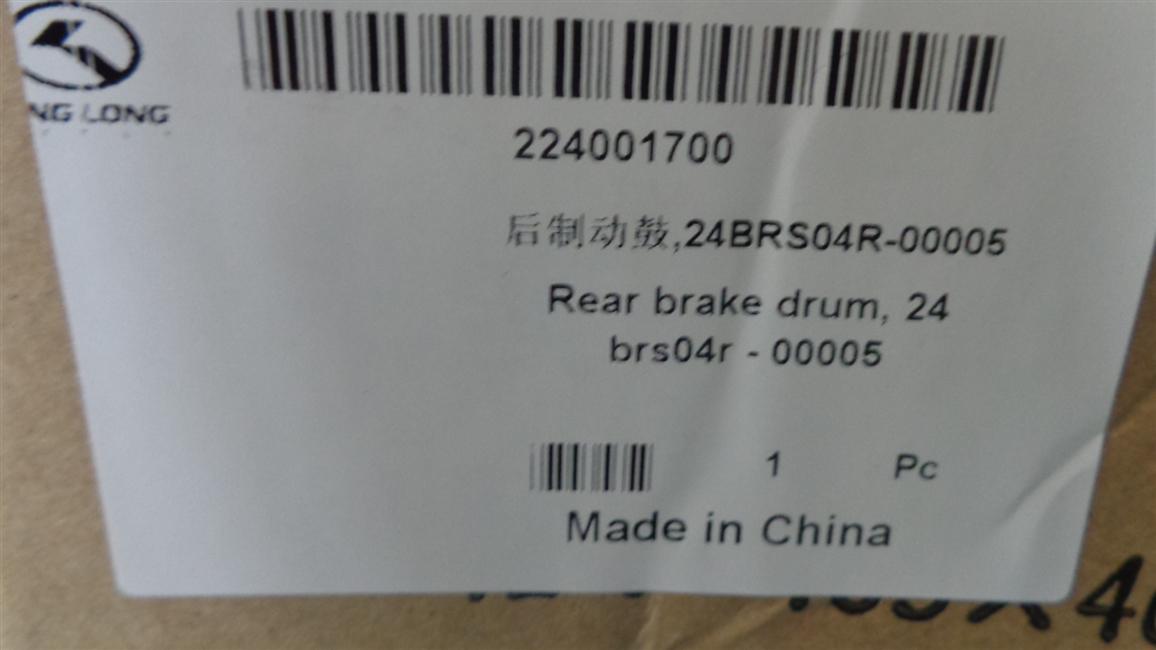 NG LONG
224001700
后制动鼓,24BRS04R-00005
Rear brake drum, 24
brs04r - 00005
1 Pc
Made in China